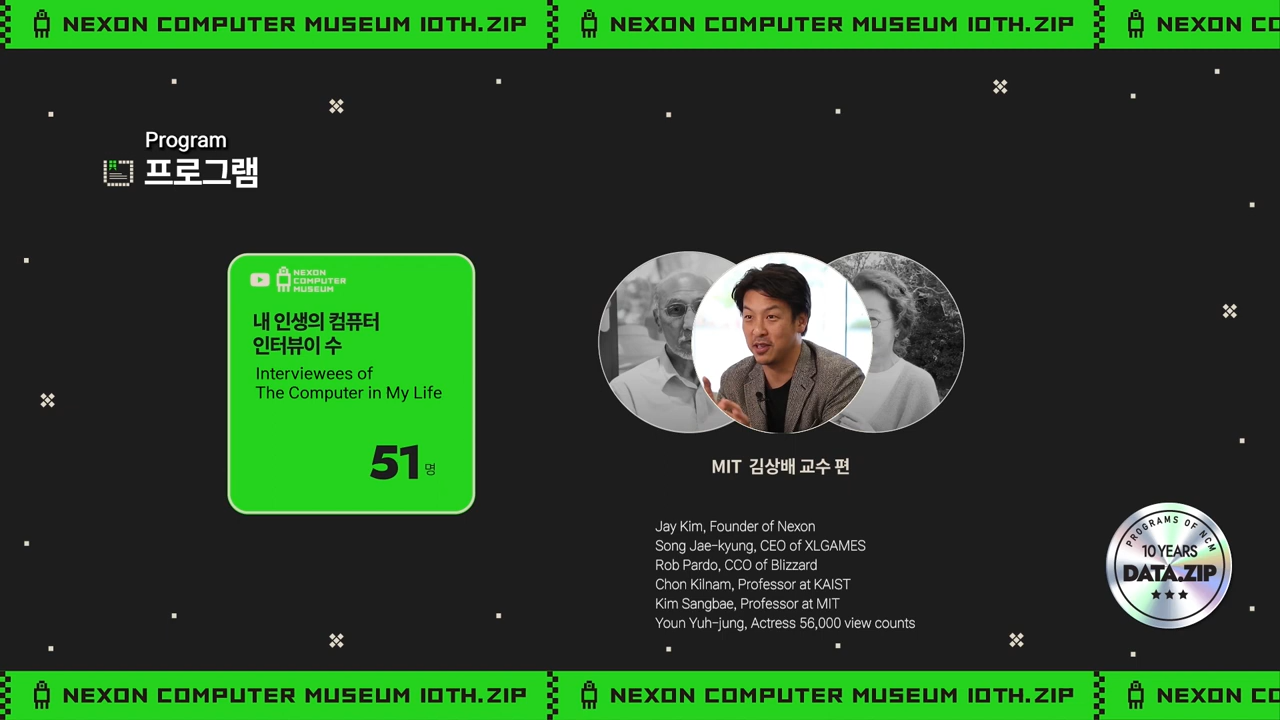 NEXON COMPUTER MUSEUM 10TH.ZIP NEXON COMPUTER MUSEUM 10TH.ZIP NEXON CO
Program
프로그램
NEXON
COMPUTER
MUSEUM
내 인생의 컴퓨터
인터뷰이 수
Interviewees of
The Computer in My Life
51명
MIT 김상배 교수 편
Jay Kim, Founder of Nexon
Song Jae-kyung, CEO of XLGAMES
Rob Pardo, CCO of Blizzard
Chon Kilnam, Professor at KAIST
Kim Sangbae, Professor at MIT
Youn Yuh-jung, Actress 56,000 view counts
PROGRAMS OF NCM
10 YEARS
DATA.ZIP
NEXON COMPUTER MUSEUM 10TH.ZIP NEXON COMPUTER MUSEUM 10TH.ZIP NEXON CO